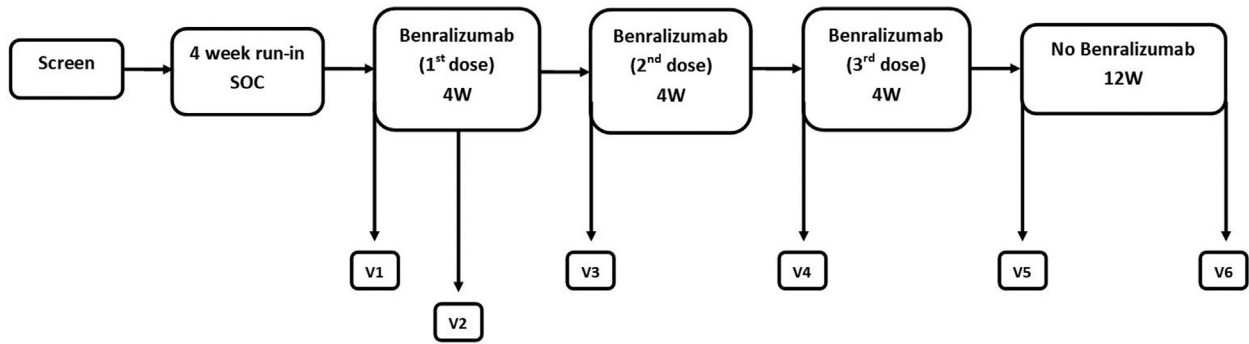 Screen
4 week run-in
SOC
Benralizumab
(1st dose)
4W
Benralizumab
(2nd dose)
4W
Benralizumab
(3rd dose)
4W
No Benralizumab
12W
V1
V2
V3
V4
V5
V6